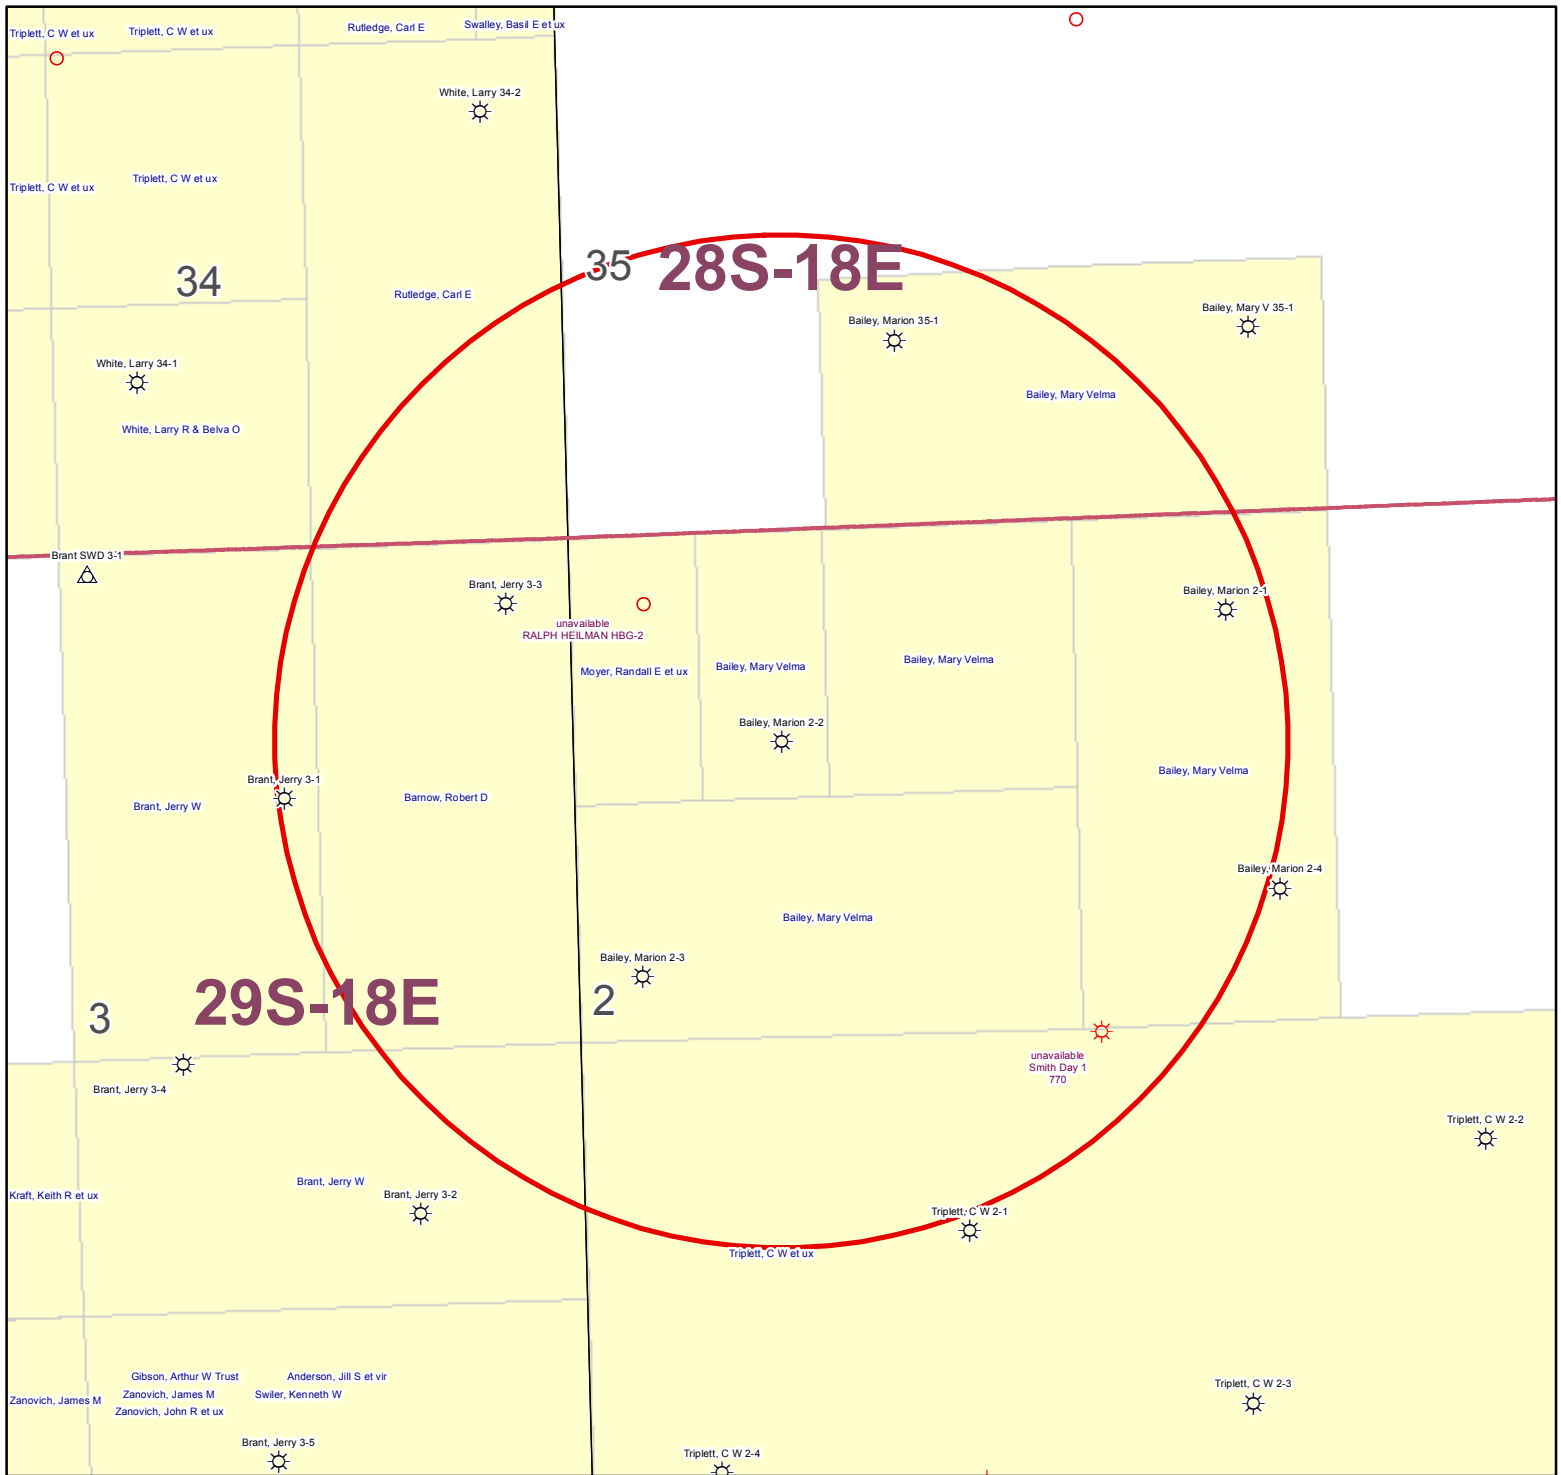 Triplett, C W et ux
Triplett, C W et ux
Rutledge, Carl E
Swalley, Basil E et ux
White, Larry 34-2
Triplett, C W et ux
Triplett, C W et ux
34
Rutledge, Carl E
35
28S-18E
Bailey, Marion 35-1
Bailey, Mary V 35-1
White, Larry 34-1
Bailey, Mary Velma
White, Larry R & Belva O
Brant SWD 3-1
Brant, Jerry 3-3
Bailey, Marion 2-1
unavailable
RALPH HEILMAN HBG-2
Moyer, Randall E et ux
Bailey, Mary Velma
Bailey, Mary Velma
Bailey, Marion 2-2
Bailey, Mary Velma
Brant, Jerry 3-1
Brant, Jerry W
Barnow, Robert D
Bailey, Marion 2-4
Bailey, Mary Velma
Bailey, Marion 2-3
29S-18E
2
3
unavailable
Smith Day 1
770
Brant, Jerry 3-4
Triplett, C W 2-2
Brant, Jerry W
Kraft, Keith R et ux
Brant, Jerry 3-2
Triplett, C W 2-1
Triplett, C W et ux
Gibson, Arthur W Trust
Anderson, Jill S et vir
Triplett, C W 2-3
Zanovich, James M
Zanovich, James M
Swiler, Kenneth W
Zanovich, John R et ux
Brant, Jerry 3-5
Triplett, C W 2-4